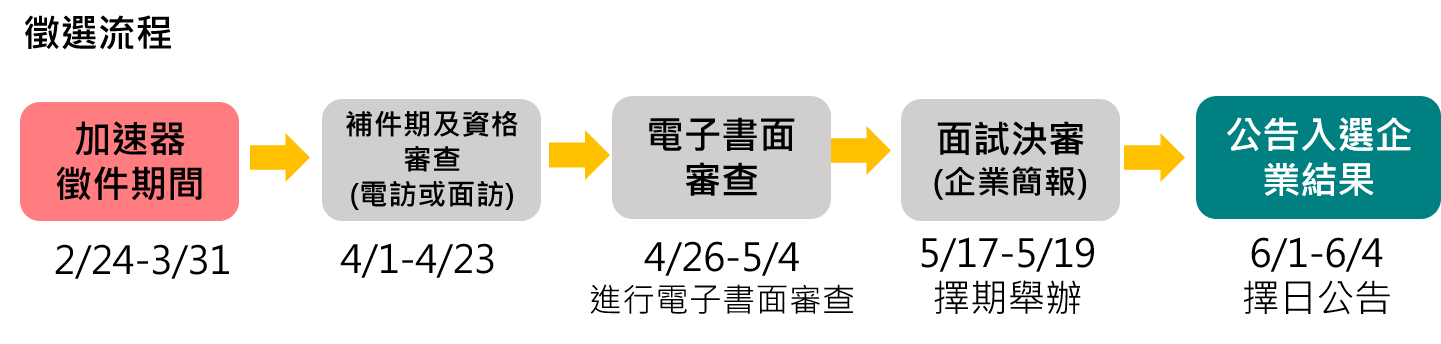 徵選流程
加速器
徵件期間
2/24-3/31
補件期及資格
審查
(電訪或面訪)
4/1-4/23
電子書面
審查
4/26-5/4
進行電子書面審查
面試決審
(企業簡報)
5/17-5/19
擇期舉辦
公告入選企
業結果
6/1-6/4
擇日公告